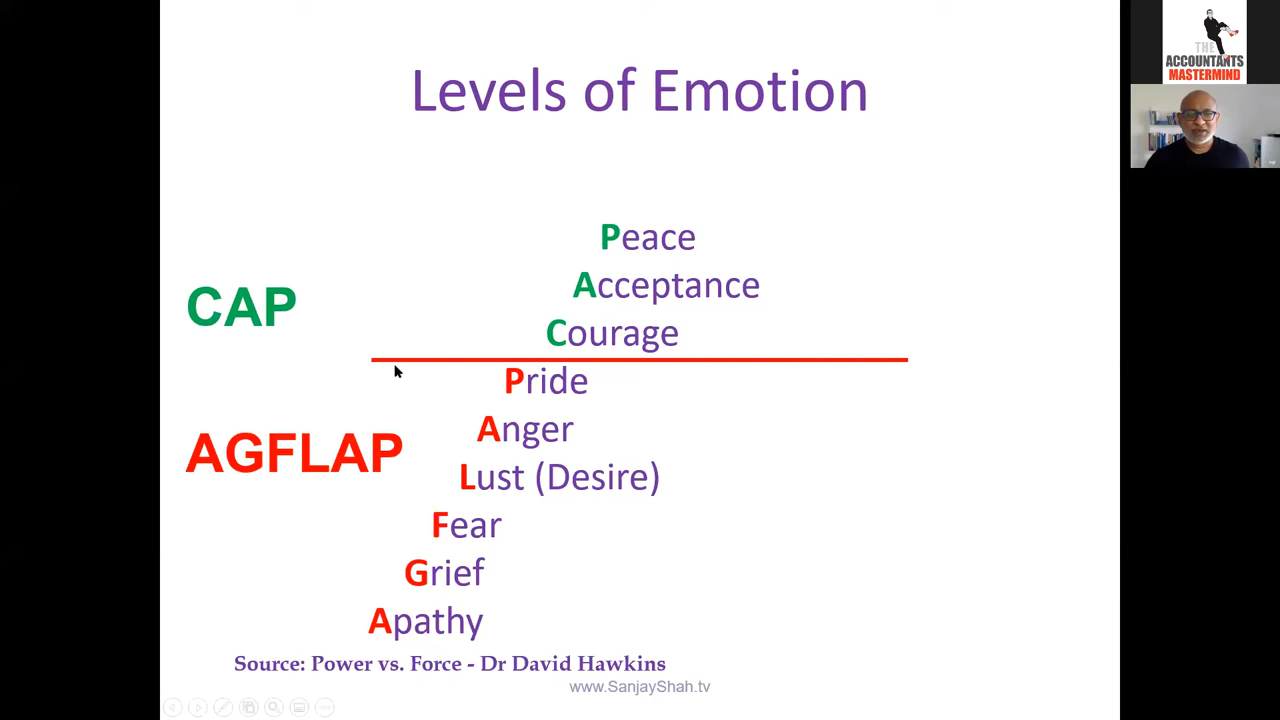 Levels of Emotion
THE
ACCOUNTANTS
MASTERMIND
Peace
Acceptance
CAP
Courage
Pride
Anger
AGFLAP
Lust (Desire)
Fear
Grief
Apathy
Source: Power vs. Force - Dr David Hawkins
www.SanjayShah.tv